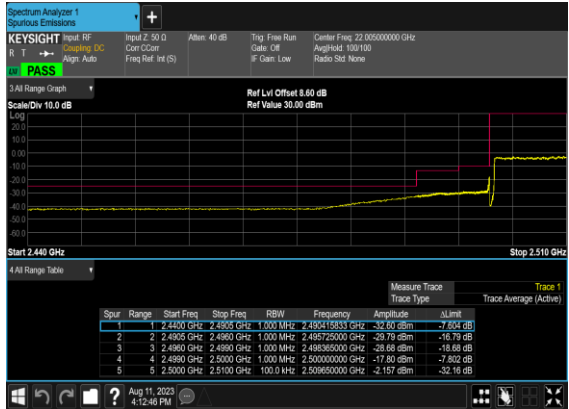 Spectrum Analyzer 1
Spurious Emissions
+
KEYSIGHT Input: RF Input Z: 50 Ω Atten: 40 dB Trig: Free Run Center Freq: 22.005000000 GHz
R T Coupling: DC Corr CCorr Gate: Off Avg|Hold: 100/100
Align: Auto Freq Ref: Int (S) IF Gain: Low Radio Std: None
PASS
3 All Range Graph
Ref Lvl Offset 8.60 dB
Scale/Div 10.0 dB Ref Value 30.00 dBm
Log
20.0
10.0
0.00
-10.0
-20.0
-30.0
-40.0
-50.0
-60.0
Start 2.440 GHz Stop 2.510 GHz
4 All Range Table
Measure Trace Trace 1
Trace Type Trace Average (Active)
Spur Range Start Freq Stop Freq RBW Frequency Amplitude ΔLimit
1 1 2.4400 GHz 2.4905 GHz 1.000 MHz 2.490415833 GHz -32.60 dBm -7.604 dB
2 2 2.4905 GHz 2.4960 GHz 1.000 MHz 2.495725000 GHz -29.79 dBm -16.79 dB
3 3 2.4960 GHz 2.4990 GHz 1.000 MHz 2.498365000 GHz -28.68 dBm -18.68 dB
4 4 2.4990 GHz 2.5000 GHz 1.000 MHz 2.500000000 GHz -17.80 dBm -7.802 dB
5 5 2.5000 GHz 2.5100 GHz 100.0 kHz 2.509650000 GHz -2.157 dBm -32.16 dB
? Aug 11, 2023
4:12:46 PM